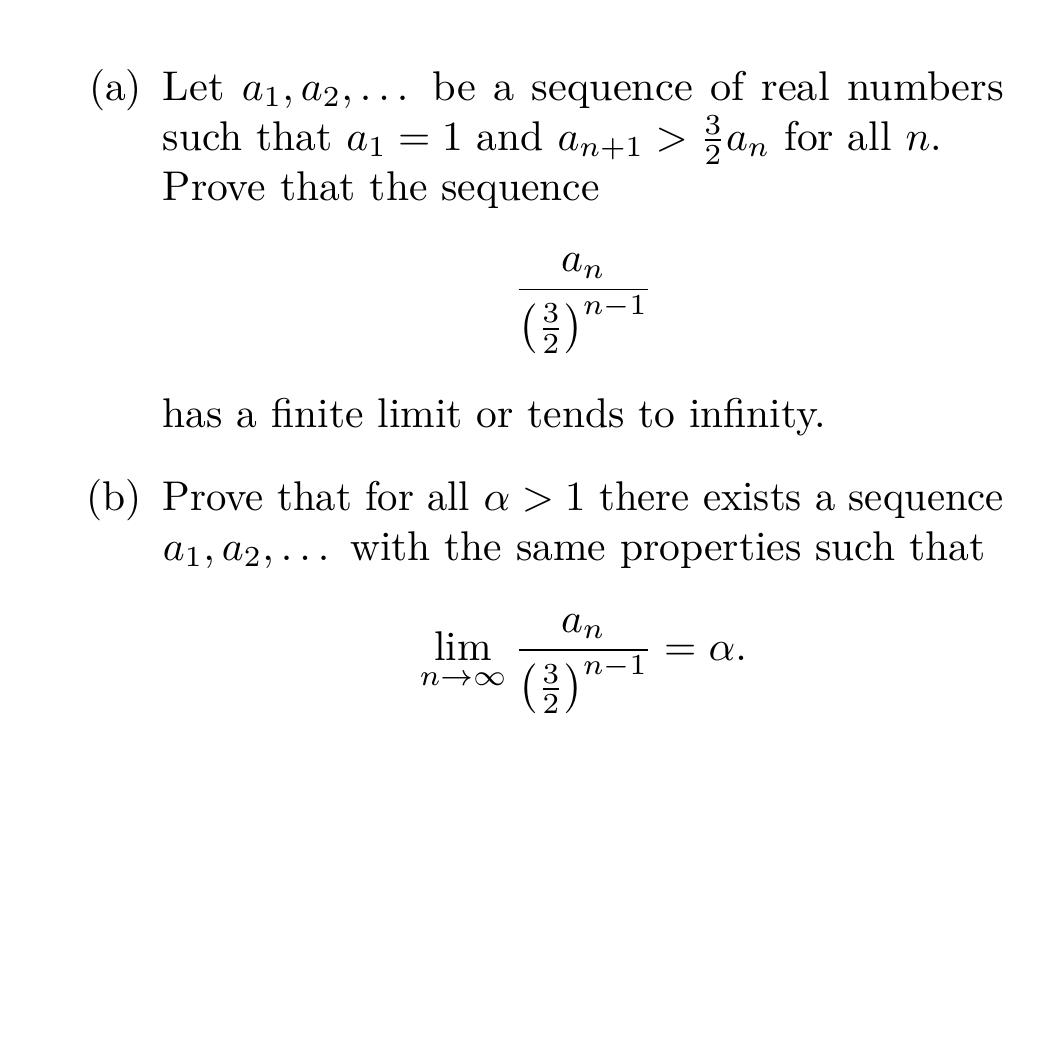 (a) Let $a_1, a_2, \ldots$ be a sequence of real numbers
such that $a_1 = 1$ and $a_{n+1} > \frac{3}{2}a_n$ for all $n$.
Prove that the sequence
$$\frac{a_n}{\left(\frac{3}{2}\right)^{n-1}}$$
has a finite limit or tends to infinity.
(b) Prove that for all $\alpha > 1$ there exists a sequence
$a_1, a_2, \ldots$ with the same properties such that
$$\lim_{n\to\infty} \frac{a_n}{\left(\frac{3}{2}\right)^{n-1}} = \alpha.$$